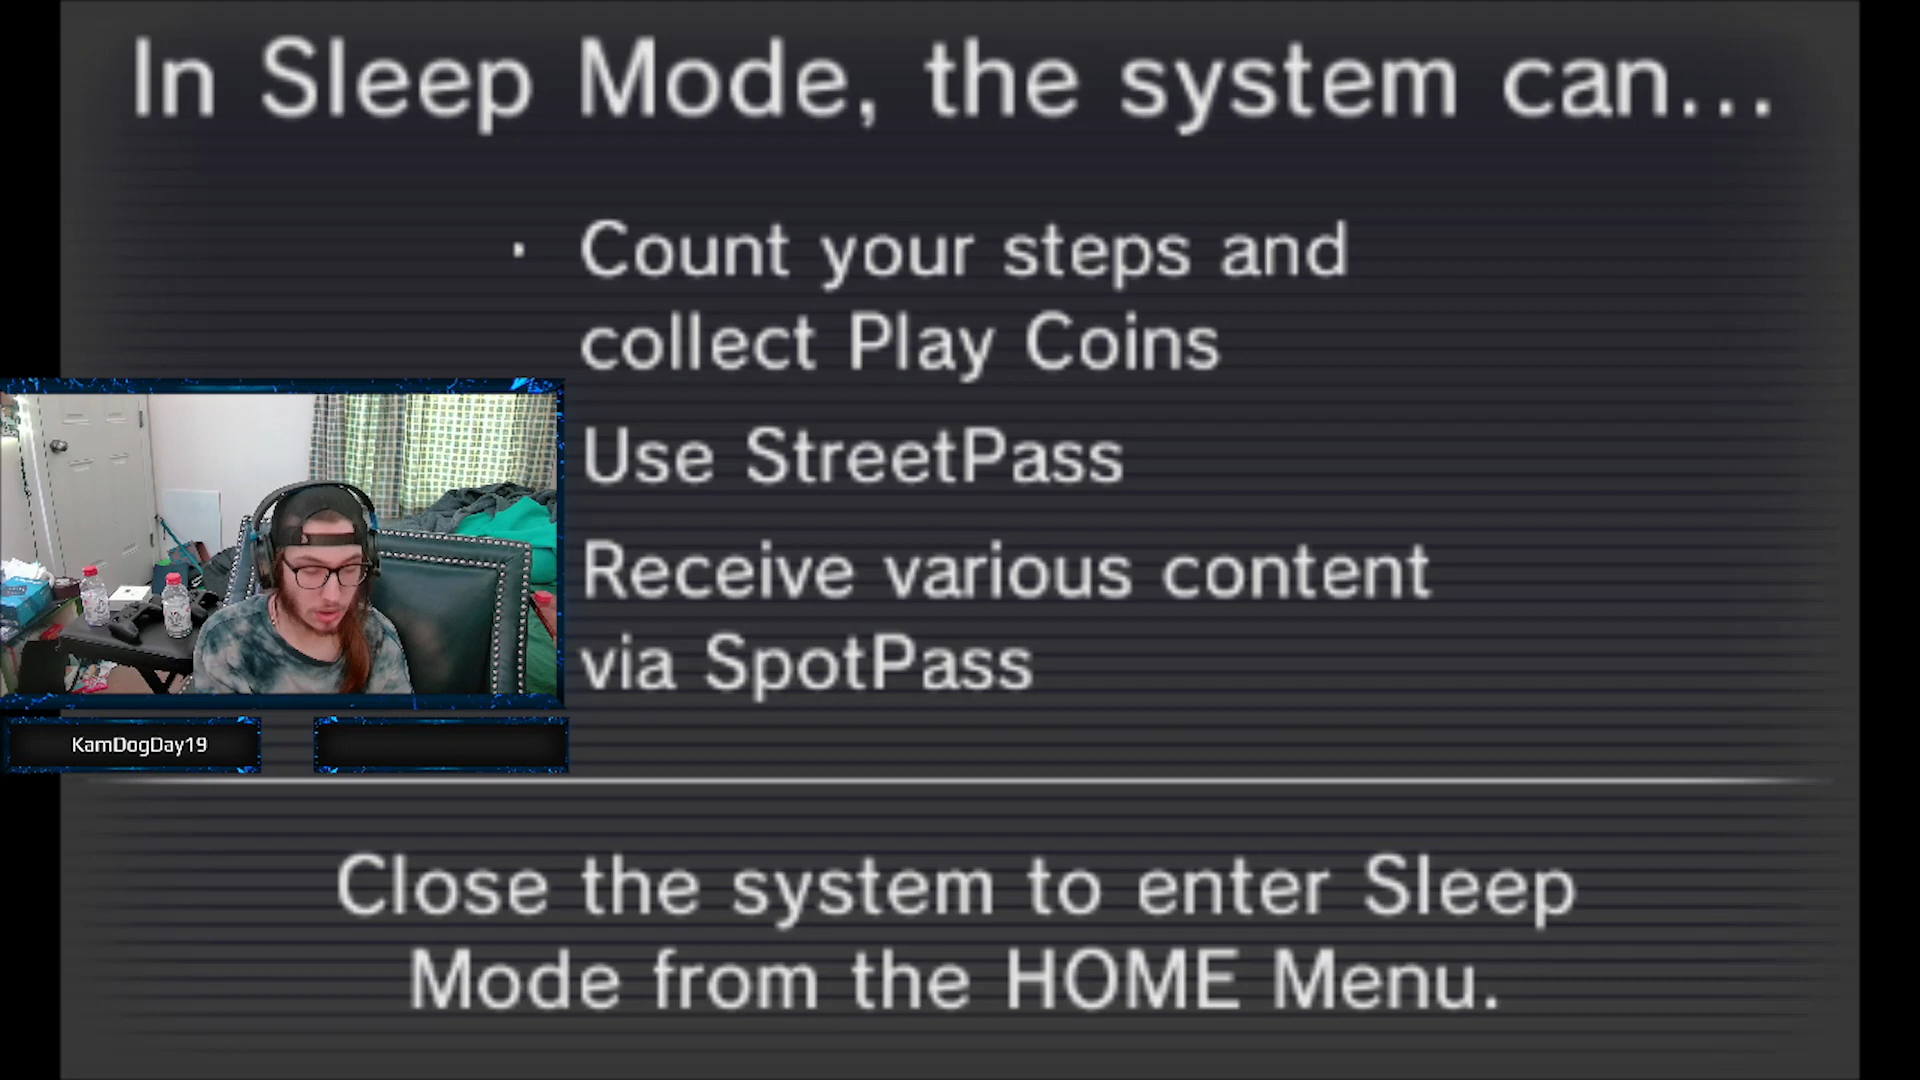 In Sleep Mode, the system can...
· Count your steps and
collect Play Coins
Use StreetPass
Receive various content
via SpotPass
KamDogDay19
Close the system to enter Sleep
Mode from the HOME Menu.